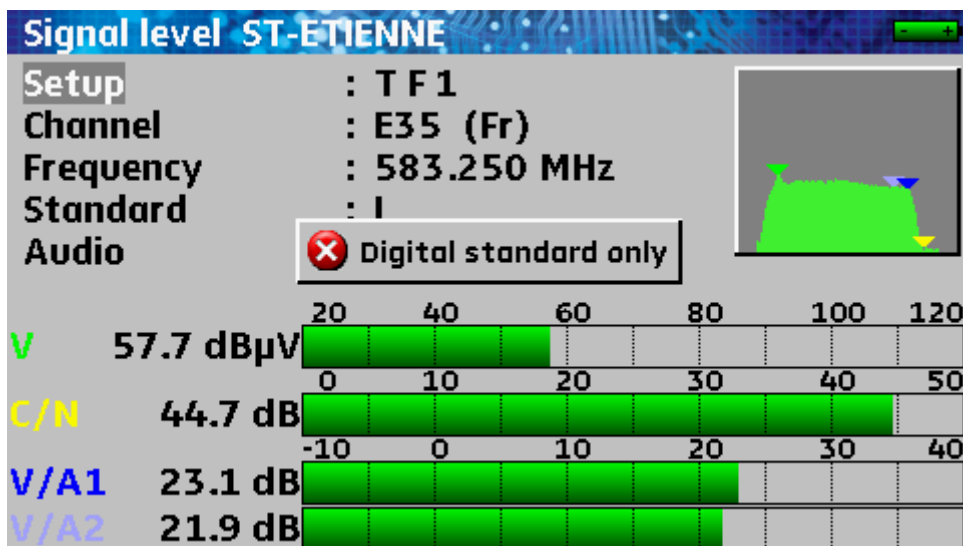 Signal level ST-ETIENNE
- +
Setup : T F 1
Channel : E35 (Fr)
Frequency : 583.250 MHz
Standard : I
Audio
Digital standard only
20 40 60 80 100 120
V 57.7 dBµV
0 10 20 30 40 50
C/N 44.7 dB
-10 0 10 20 30 40
V/A1 23.1 dB
V/A2 21.9 dB